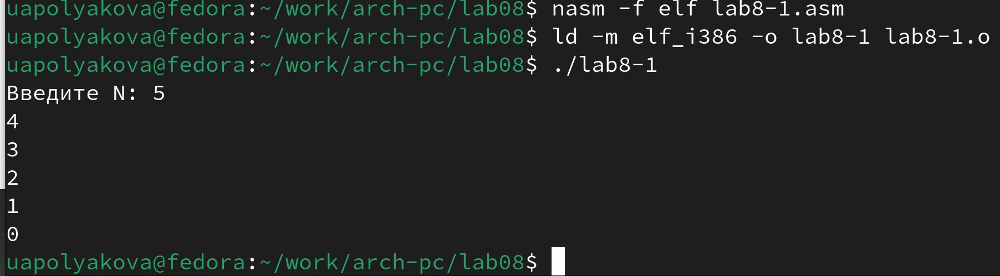 uapolyakova@fedora:~/work/arch-pc/lab08$ nasm -f elf lab8-1.asm
uapolyakova@fedora:~/work/arch-pc/lab08$ ld -m elf_i386 -o lab8-1 lab8-1.o
uapolyakova@fedora:~/work/arch-pc/lab08$ ./lab8-1
Введите N: 5
4
3
2
1
0
uapolyakova@fedora:~/work/arch-pc/lab08$